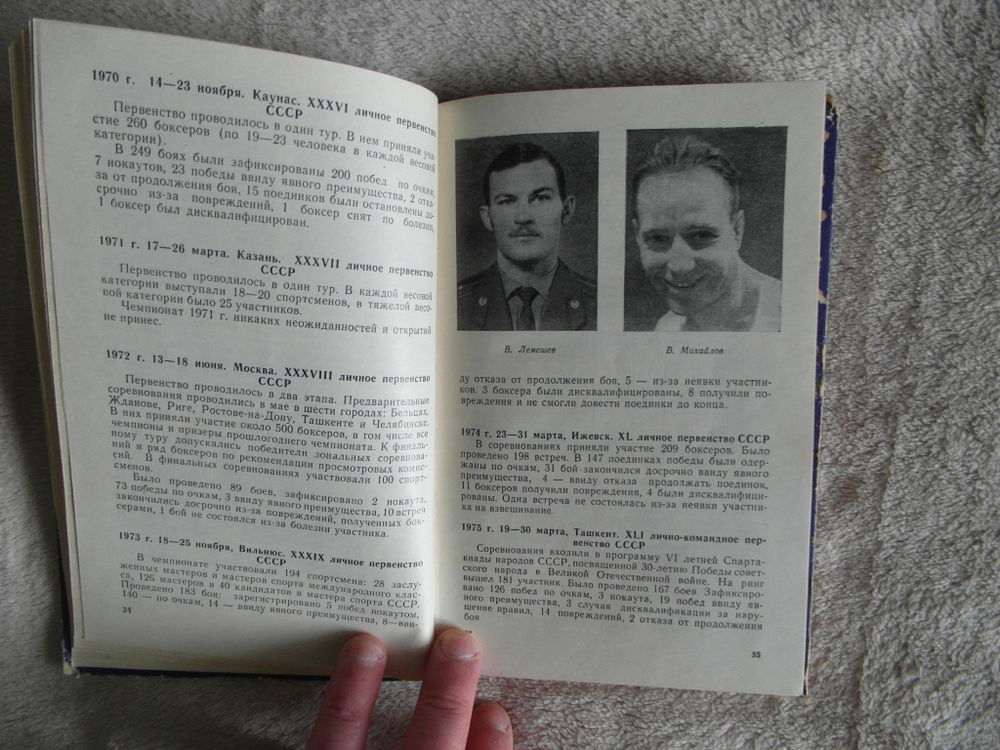 1970 г. 14—23 ноября. Каунас. XXXVI личное первенство
СССР
Первенство проводилось в один тур. В нем приняли уча-
стие 260 боксеров (по 19—23 человека в каждой весовой
категории).
В 249 боях были зафиксированы 200 побед по очкам,
7 нокаутов, 23 победы ввиду явного преимущества, 2 отка-
за от продолжения боя, 15 поединков были остановлены до-
срочно из-за повреждений, 1 боксер снят по болезни,
1 боксер был дисквалифицирован.
1971 г. 17—26 марта. Казань. XXXVII личное первенство
СССР
Первенство проводилось в один тур. В каждой весовой
категории выступали 18—20 спортсменов, в тяжелой весо-
вой категории было 25 участников.
Чемпионат 1971 г. никаких неожиданностей и открытий
не принес.
1972 г. 13—18 июня. Москва. XXXVIII личное первенство
СССР
Первенство проводилось в два этапа. Предварительные
соревнования проводились в мае в шести городах: Бельцах,
Жданове, Риге, Ростове-на-Дону, Ташкенте и Челябинске.
В них приняли участие около 500 боксеров, в том числе все
чемпионы и призеры прошлогоднего чемпионата. К финаль-
ному туру допускались победители зональных соревнова-
ний и ряд боксеров по рекомендации просмотровых комис-
сий. В финальных соревнованиях участвовали 100 спорт-
сменов.
Было проведено 89 боев, зафиксировано 2 нокаута,
73 победы по очкам, 3 ввиду явного преимущества, 10 встреч
закончились досрочно из-за повреждений, полученных бок-
серами, 1 бой не состоялся из-за болезни участника.
1973 г. 18—25 ноября, Вильнюс. XXXIX личное первенство
СССР
В чемпионате участвовали 194 спортсмена: 28 заслу-
женных мастеров и мастеров спорта международного клас-
са, 126 мастеров и 40 кандидатов в мастера спорта СССР.
Проведено 183 боя: зарегистрировано 5 побед нокаутом,
140 — по очкам, 14 — ввиду явного преимущества, 8—вви-
34
В. Лемешев
В. Михайлов
ду отказа от продолжения боя, 5 — из-за неявки участни-
ков. 3 боксера были дисквалифицированы, 8 получили по-
вреждения и не смогли довести поединки до конца.
1974 г. 23—31 марта, Ижевск. XL личное первенство СССР
В соревнованиях приняли участие 209 боксеров. Было
проведено 198 встреч. В 147 поединках победы были одер-
жаны по очкам, 31 бой закончился досрочно ввиду явного
преимущества, 4 — ввиду отказа продолжать поединок,
11 боксеров получили повреждения, 4 были дисквалифици-
рованы. Одна встреча не состоялась из-за неявки участни-
ка на взвешивание.
1975 г. 19—30 марта, Ташкент. XLI лично-командное пер-
венство СССР
Соревнования входили в программу VI летней Спарта-
киады народов СССР, посвященной 30-летию Победы совет-
ского народа в Великой Отечественной войне. На ринг
вышел 181 участник. Было проведено 167 боев. Зафиксиро-
вано 126 побед по очкам, 3 нокаута, 19 побед ввиду яв-
ного преимущества, 3 случая дисквалификации за нару-
шение правил, 14 повреждений, 2 отказа от продолжения
боя
35